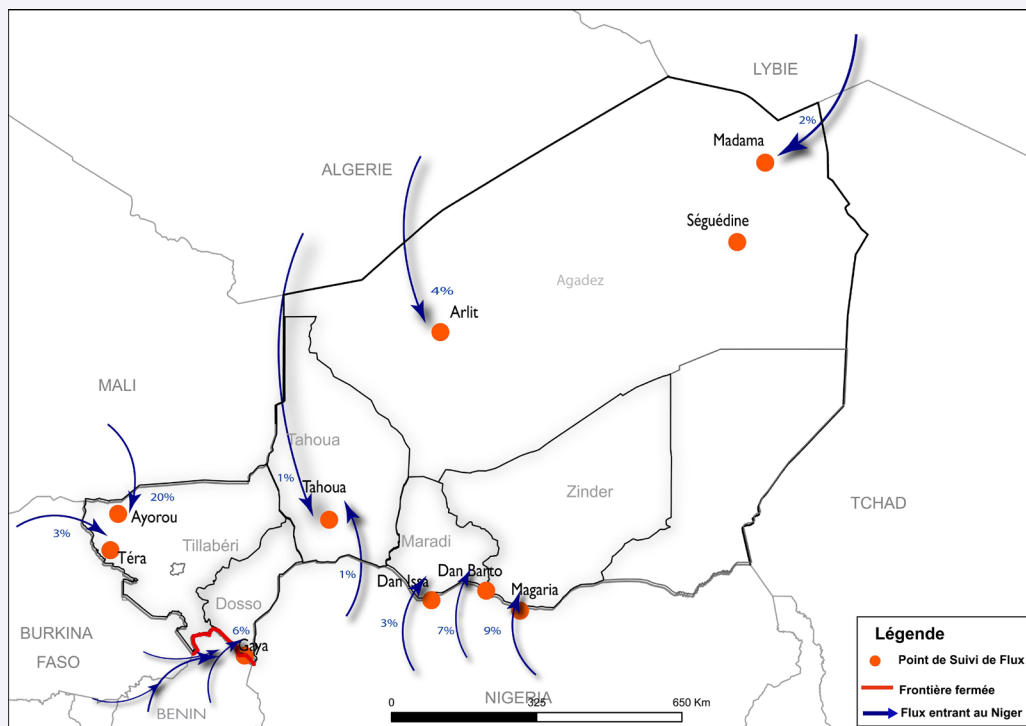 LYBIE
2%
Madama
ALGERIE
Séguédine
4%
Agadez
Arlit
MALI
Tahoua
1%
Tahoua
Zinder
TCHAD
20%
Ayorou
3%
Tillabéri
Maradi
Téra
1%
Dan Issa
Dan Barto
Magaria
Dosso
6%
3%
7%
9%
Gaya
BURKINA
FASO
BENIN
NIGERIA
0
325
650 Km
Légende
Point de Suivi de Flux
Frontière fermée
Flux entrant au Niger